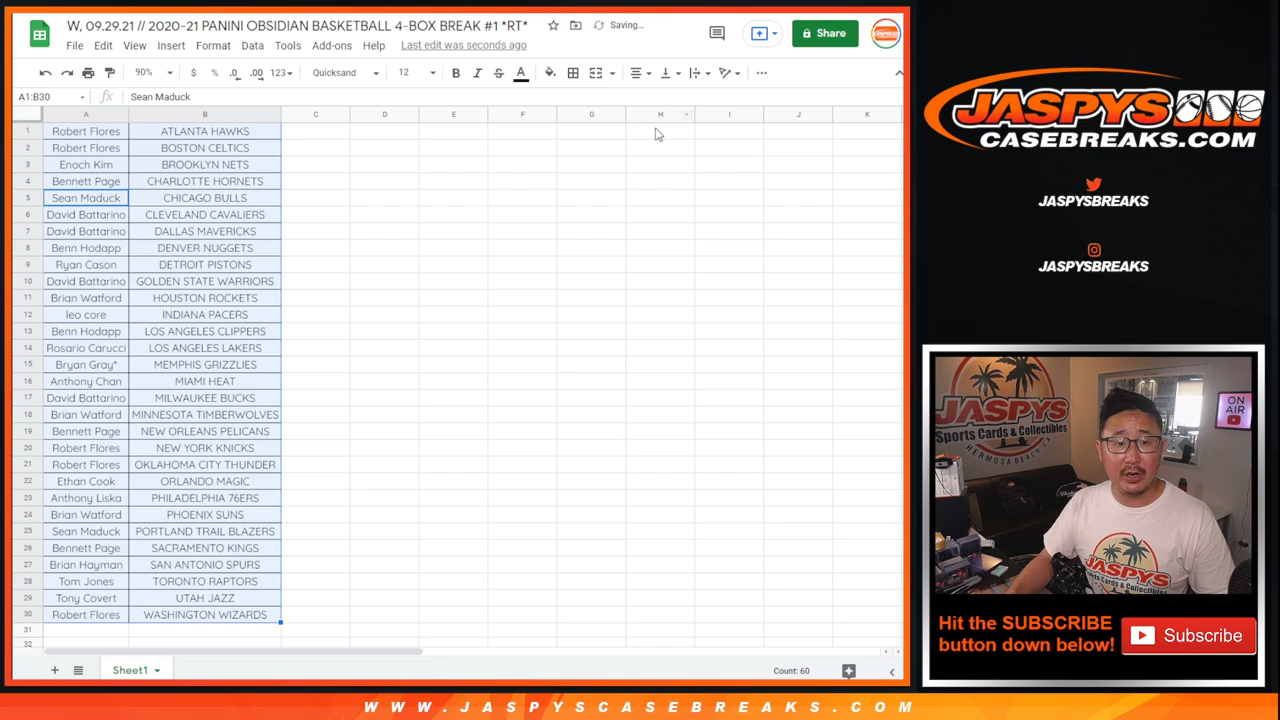 W, 09.29.21 // 2020-21 PANINI OBSIDIAN BASKETBALL 4-BOX BREAK #1 *RT*
Saving...
File Edit View Insert Format Data Tools Add-ons Help Last edit was seconds ago
Share
90% $ % .0 .00 123 Quicksand 12 B I S A
A1:B30 fx Sean Maduck
A B C D E F G H I J K
1 Robert Flores ATLANTA HAWKS
2 Robert Flores BOSTON CELTICS
3 Enoch Kim BROOKLYN NETS
4 Bennett Page CHARLOTTE HORNETS
5 Sean Maduck CHICAGO BULLS
6 David Battarino CLEVELAND CAVALIERS
7 David Battarino DALLAS MAVERICKS
8 Benn Hodapp DENVER NUGGETS
9 Ryan Cason DETROIT PISTONS
10 David Battarino GOLDEN STATE WARRIORS
11 Brian Watford HOUSTON ROCKETS
12 leo core INDIANA PACERS
13 Benn Hodapp LOS ANGELES CLIPPERS
14 Rosario Carucci LOS ANGELES LAKERS
15 Bryan Gray* MEMPHIS GRIZZLIES
16 Anthony Chan MIAMI HEAT
17 David Battarino MILWAUKEE BUCKS
18 Brian Watford MINNESOTA TIMBERWOLVES
19 Bennett Page NEW ORLEANS PELICANS
20 Robert Flores NEW YORK KNICKS
21 Robert Flores OKLAHOMA CITY THUNDER
22 Ethan Cook ORLANDO MAGIC
23 Anthony Liska PHILADELPHIA 76ERS
24 Brian Watford PHOENIX SUNS
25 Sean Maduck PORTLAND TRAIL BLAZERS
26 Bennett Page SACRAMENTO KINGS
27 Brian Hayman SAN ANTONIO SPURS
28 Tom Jones TORONTO RAPTORS
29 Tony Covert UTAH JAZZ
30 Robert Flores WASHINGTON WIZARDS
31
32
Sheet1
Count: 60
JASPYS
CASEBREAKS.COM
JASPYSBREAKS
JASPYSBREAKS
JASPYS
Sports Cards & Collectibles
HERMOSA BEACH, CA
ON
AIR
JASPYS
Sports Cards & Collectibles
Hit the SUBSCRIBE
button down below!
Subscribe
WWW.JASPYSCASEBREAKS.COM